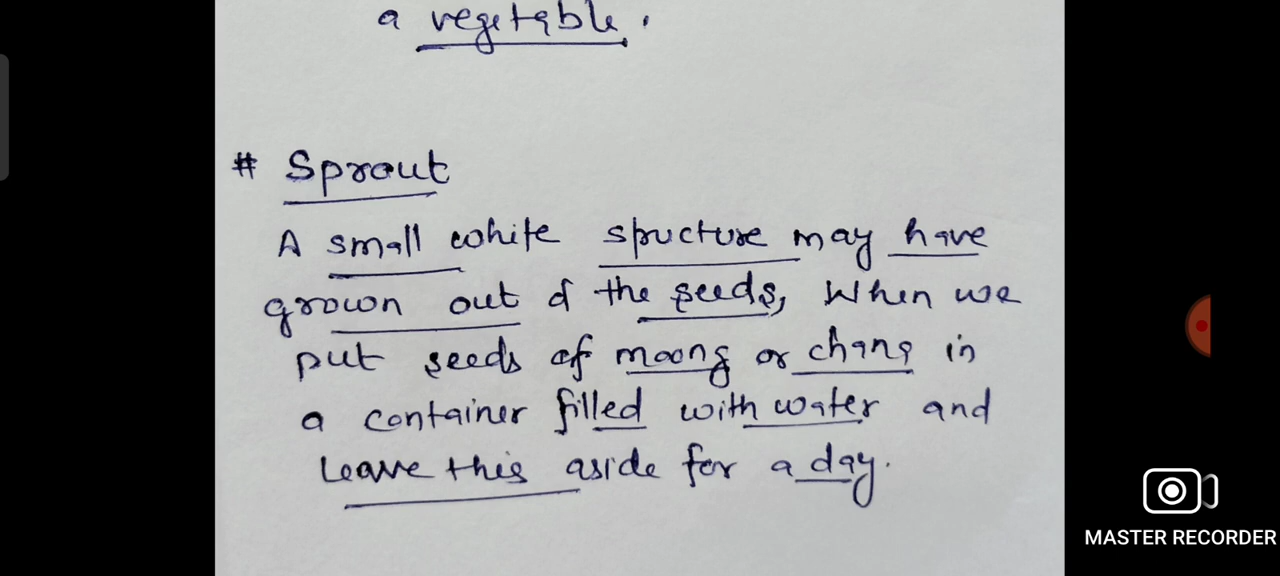 a vegetable.
# Sprout
A small white structure may have
grown out of the seeds, When we
put seeds of moong or chana in
a container filled with water and
leave this aside for a day.
MASTER RECORDER